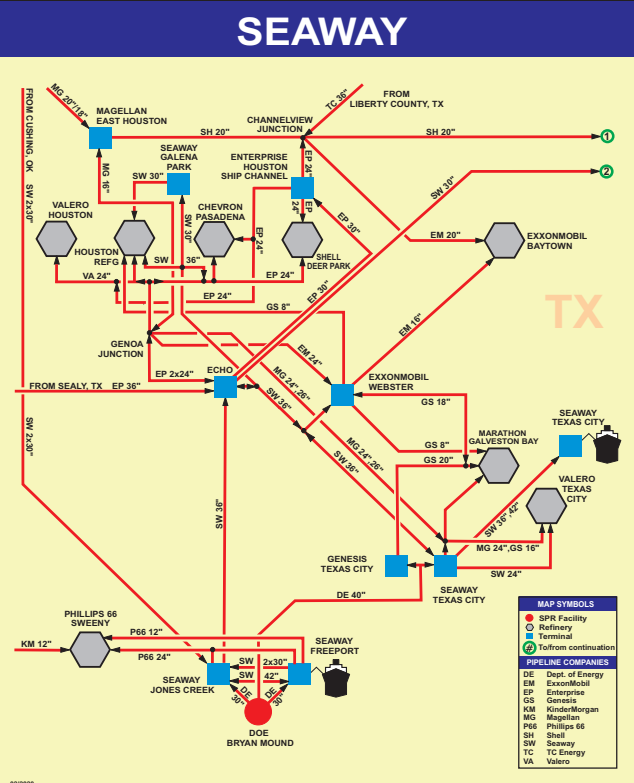 SEAWAY
MG 20"/18"
TC 36"
FROM
LIBERTY COUNTY, TX
MAGELLAN
EAST HOUSTON
FROM CUSHING, OK SW 2x30"
CHANNELVIEW
JUNCTION
SH 20"
SH 20"
1
SEAWAY
GALENA
PARK
ENTERPRISE
HOUSTON
SHIP CHANNEL
EP 24"
2
MG 16"
SW 30"
SW 30"
VALERO
HOUSTON
CHEVRON
PASADENA
SW 30"
EP 24"
EP 24"
EP 30"
EM 20"
EXXONMOBIL
BAYTOWN
HOUSTON
REFG
SHELL
DEER PARK
SW 36"
VA 24"
EP 24"
EP 30"
EP 24"
GS 8"
TX
EM 16"
GENOA
JUNCTION
EM 24"
EP 2x24"
ECHO
MG 24",26"
EXXONMOBIL
WEBSTER
FROM SEALY, TX EP 36"
SW 36"
GS 18"
SEAWAY
TEXAS CITY
SW 2x30"
MG 24",26"
GS 8"
MARATHON
GALVESTON BAY
SW 36"
GS 20"
VALERO
TEXAS
CITY
SW 36"
SW 36",42"
MG 24",GS 16"
GENESIS
TEXAS CITY
SEAWAY
TEXAS CITY
SW 24"
DE 40"
PHILLIPS 66
SWEENY
P66 12"
SEAWAY
FREEPORT
KM 12"
P66 24"
SW 2x30"
SW 42"
SEAWAY
JONES CREEK
DE 30"
DE 30"
DOE
BRYAN MOUND
MAP SYMBOLS
SPR Facility
Refinery
Terminal
# To/from continuation
PIPELINE COMPANIES
DE Dept. of Energy
EM ExxonMobil
EP Enterprise
GS Genesis
KM KinderMorgan
MG Magellan
P66 Phillips 66
SH Shell
SW Seaway
TC TC Energy
VA Valero